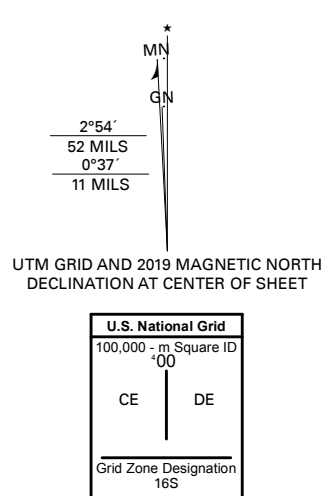 ★
MN
GN
2°54´
52 MILS
0°37´
11 MILS
UTM GRID AND 2019 MAGNETIC NORTH
DECLINATION AT CENTER OF SHEET
U.S. National Grid
100,000 - m Square ID
⁴00
CE DE
Grid Zone Designation
16S